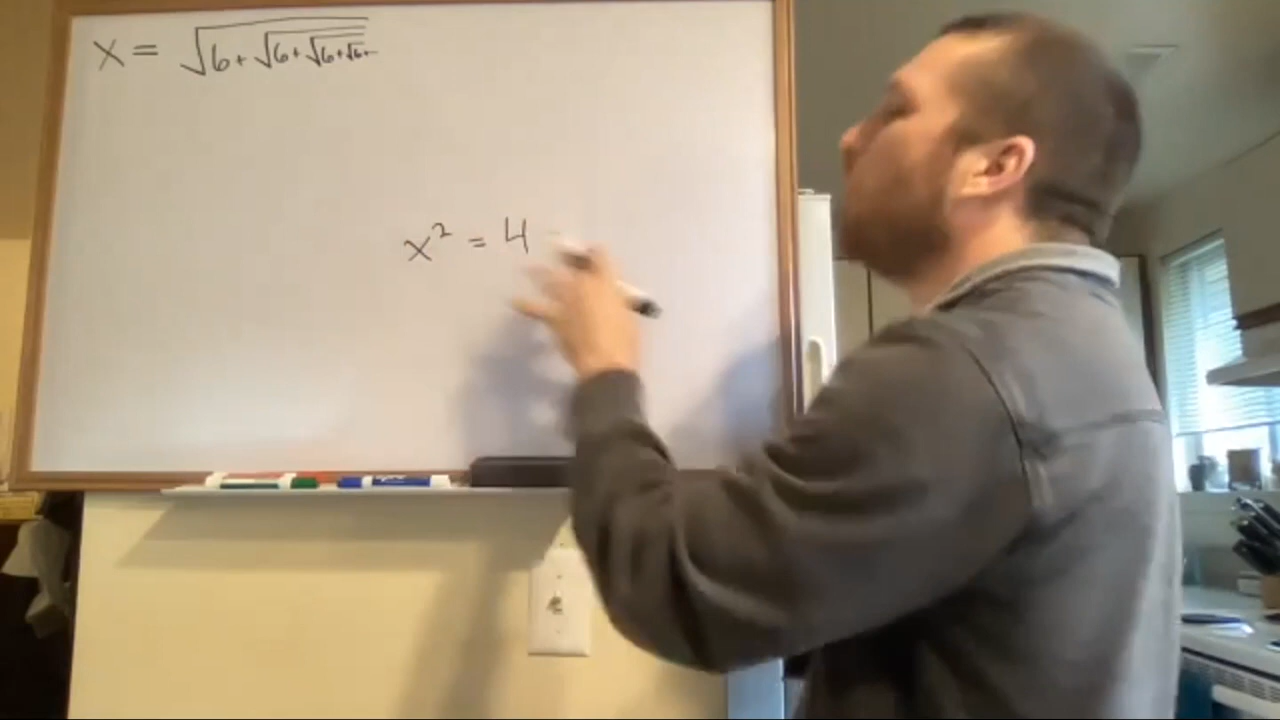 x = √(6+√(6+√(6+√6+
x² = 4